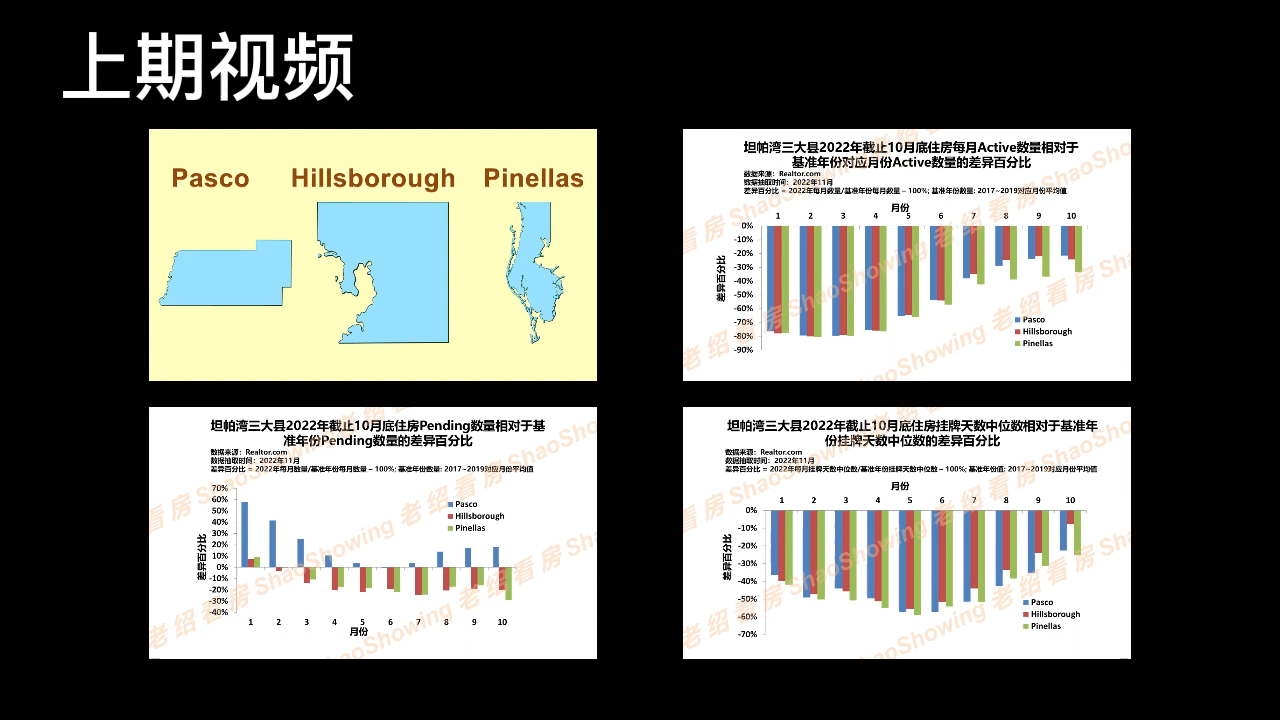 上期视频
Pasco
Hillsborough
Pinellas
坦帕湾三大县2022年截止10月底住房每月Active数量相对于
基准年份对应月份Active数量的差异百分比
数据来源：Realtor.com
数据抽取时间：2022年11月
差异百分比 = 2022年每月数量/基准年份每月数量 – 100%; 基准年份数量: 2017~2019对应月份平均值
月份
1 2 3 4 5 6 7 8 9 10
0%
-10%
-20%
-30%
-40%
-50%
-60%
-70%
-80%
-90%
差异百分比
Pasco
Hillsborough
Pinellas
老绍看房 ShaoShowing
坦帕湾三大县2022年截止10月底住房Pending数量相对于基
准年份Pending数量的差异百分比
数据来源：Realtor.com
数据抽取时间：2022年11月
差异百分比 = 2022年每月数量/基准年份每月数量 – 100%; 基准年份数量: 2017~2019对应月份平均值
70%
60%
50%
40%
30%
20%
10%
0%
-10%
-20%
-30%
-40%
差异百分比
Pasco
Hillsborough
Pinellas
1 2 3 4 5 6 7 8 9 10
月份
老绍看房 ShaoShowing
坦帕湾三大县2022年截止10月底住房挂牌天数中位数相对于基准年
份挂牌天数中位数的差异百分比
数据来源：Realtor.com
数据抽取时间：2022年11月
差异百分比 = 2022年每月挂牌天数中位数/基准年份挂牌天数中位数 – 100%; 基准年份值: 2017~2019对应月平均值
月份
1 2 3 4 5 6 7 8 9 10
0%
-10%
-20%
-30%
-40%
-50%
-60%
-70%
差异百分比
Pasco
Hillsborough
Pinellas
老绍看房 ShaoShowing